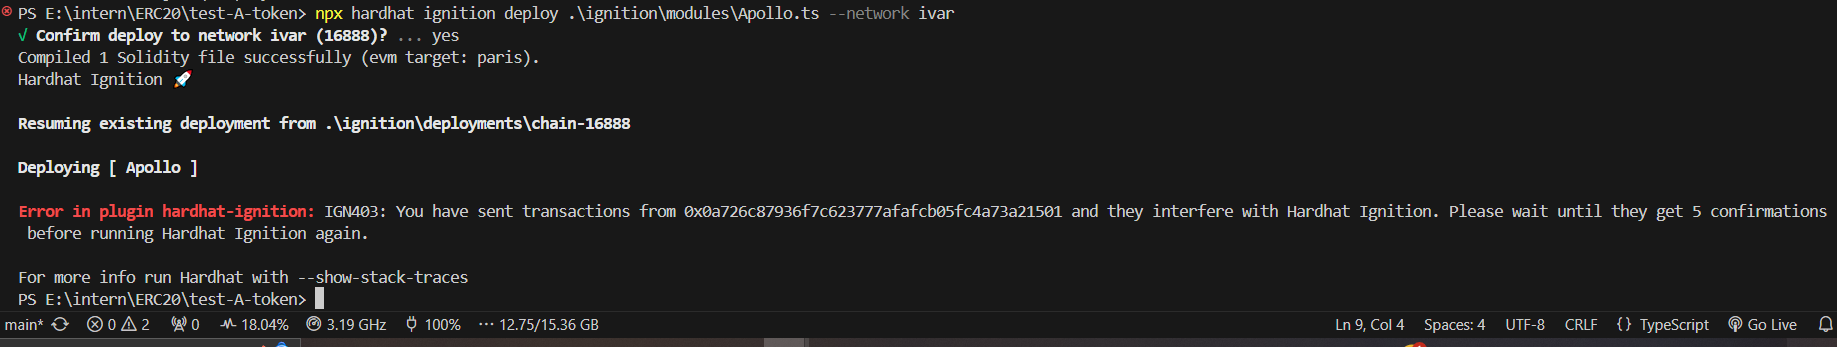 PS E:\intern\ERC20\test-A-token> npx hardhat ignition deploy .\ignition\modules\Apollo.ts --network ivar
√ Confirm deploy to network ivar (16888)? ... yes
Compiled 1 Solidity file successfully (evm target: paris).
Hardhat Ignition 🚀
Resuming existing deployment from .\ignition\deployments\chain-16888
Deploying [ Apollo ]
Error in plugin hardhat-ignition: IGN403: You have sent transactions from 0x0a726c87936f7c623777afafcb05fc4a73a21501 and they interfere with Hardhat Ignition. Please wait until they get 5 confirmations
before running Hardhat Ignition again.
For more info run Hardhat with --show-stack-traces
PS E:\intern\ERC20\test-A-token>
main* 0 2 0 18.04% 3.19 GHz 100% ··· 12.75/15.36 GB Ln 9, Col 4 Spaces: 4 UTF-8 CRLF {} TypeScript Go Live